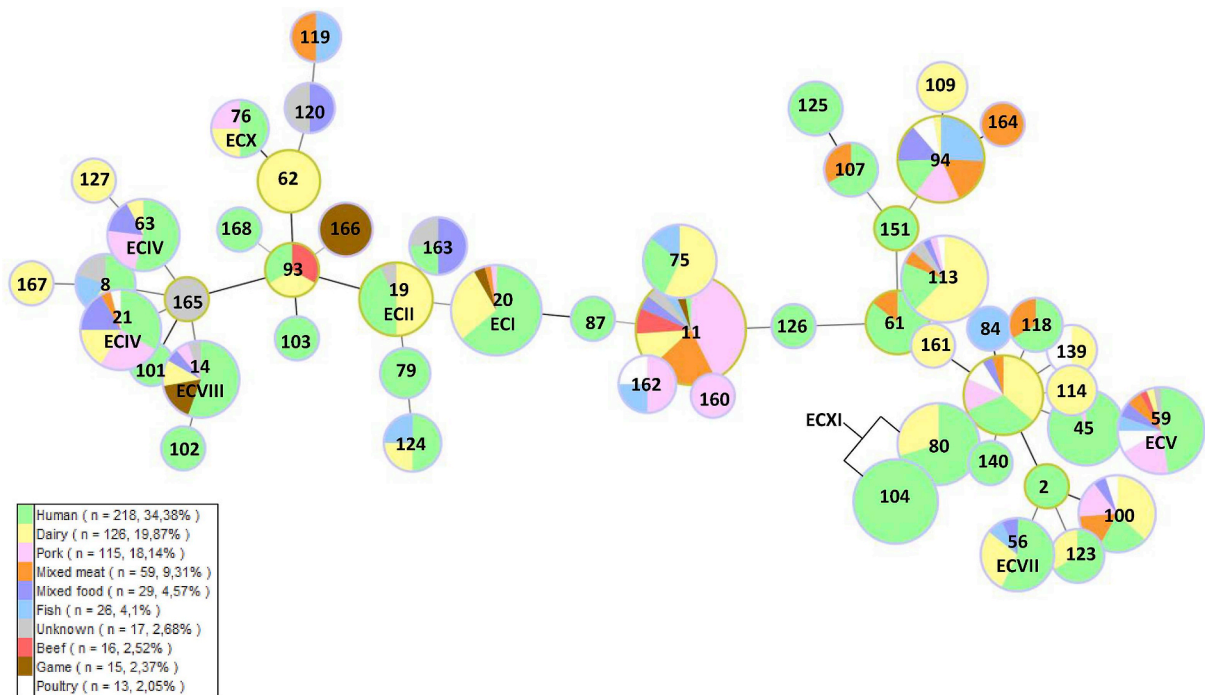 119
120
76
ECX
62
127
63
ECIV
168
166
163
93
167
8
165
19
ECII
20
ECI
21
ECIV
103
101
14
ECVIII
79
102
124
87
75
11
126
162
160
125
109
164
107
94
151
113
61
161
84
118
139
114
45
59
ECV
ECXI
80
140
104
2
100
56
ECVII
123
Human ( n = 218, 34,38% )
Dairy ( n = 126, 19,87% )
Pork ( n = 115, 18,14% )
Mixed meat ( n = 59, 9,31% )
Mixed food ( n = 29, 4,57% )
Fish ( n = 26, 4,1% )
Unknown ( n = 17, 2,68% )
Beef ( n = 16, 2,52% )
Game ( n = 15, 2,37% )
Poultry ( n = 13, 2,05% )